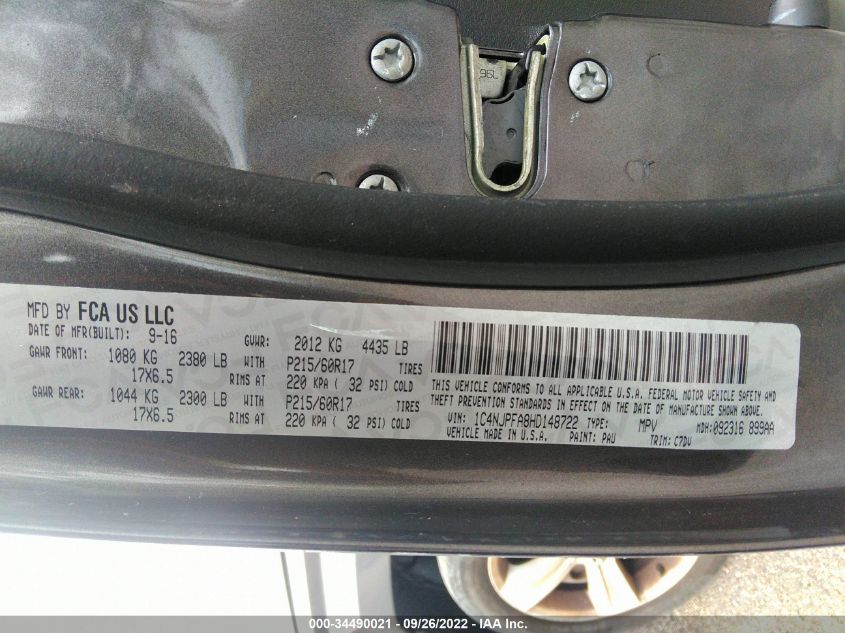 96L
MFD BY FCA US LLC
DATE OF MFR(BUILT): 9-16 GVWR: 2012 KG 4435 LB
GAWR FRONT: 1080 KG 2380 LB WITH P215/60R17 TIRES
17X6.5 RIMS AT 220 KPA ( 32 PSI) COLD
GAWR REAR: 1044 KG 2300 LB WITH P215/60R17 TIRES
17X6.5 RIMS AT 220 KPA ( 32 PSI) COLD
THIS VEHICLE CONFORMS TO ALL APPLICABLE U.S.A. FEDERAL MOTOR VEHICLE SAFETY AND
THEFT PREVENTION STANDARDS IN EFFECT ON THE DATE OF MANUFACTURE SHOWN ABOVE.
VIN: 1C4NJPFA8HD148722 TYPE: MPV MDH: 092316 899AA
VEHICLE MADE IN U.S.A. PAINT: PAU TRIM: C7DV
000-34490021 - 09/26/2022 - IAA Inc.